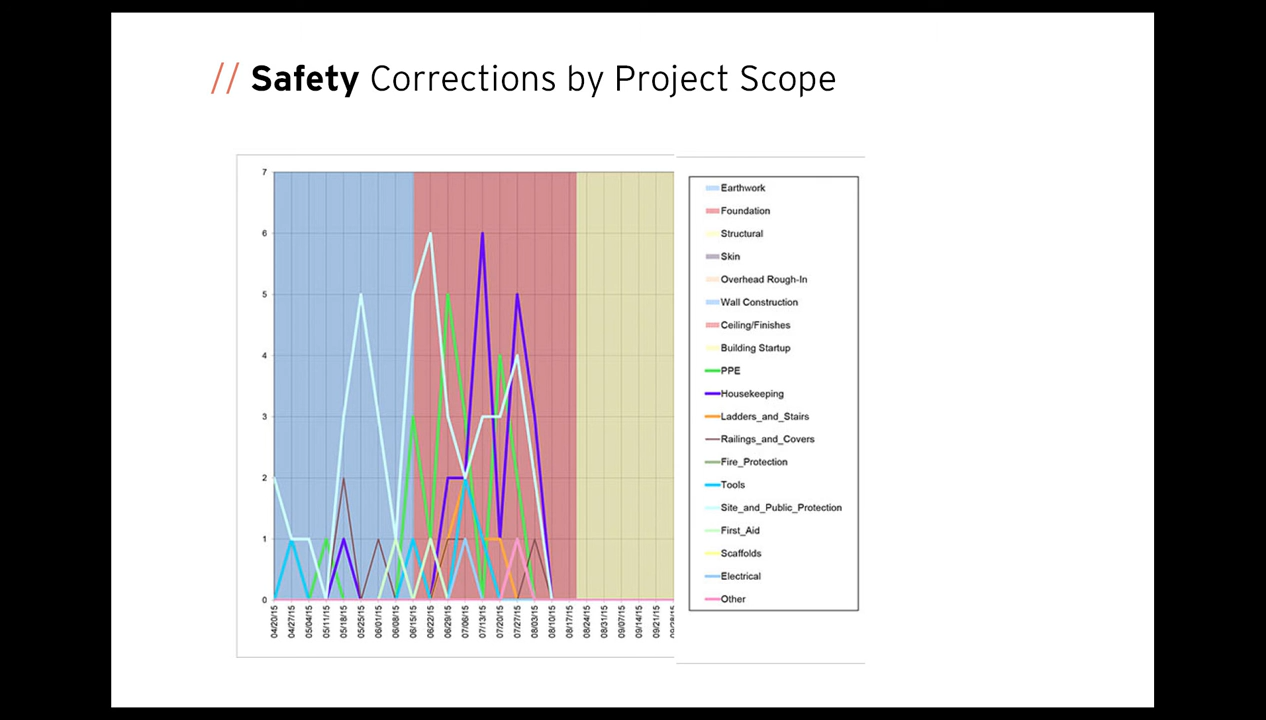 // Safety Corrections by Project Scope
7
6
5
4
3
2
1
0
04/20/15
04/27/15
05/04/15
05/11/15
05/18/15
05/25/15
06/01/15
06/08/15
06/15/15
06/22/15
06/29/15
07/06/15
07/13/15
07/20/15
07/27/15
08/03/15
08/10/15
08/17/15
08/24/15
08/31/15
09/07/15
09/14/15
09/21/15
Earthwork
Foundation
Structural
Skin
Overhead Rough-In
Wall Construction
Ceiling/Finishes
Building Startup
PPE
Housekeeping
Ladders_and_Stairs
Railings_and_Covers
Fire_Protection
Tools
Site_and_Public_Protection
First_Aid
Scaffolds
Electrical
Other